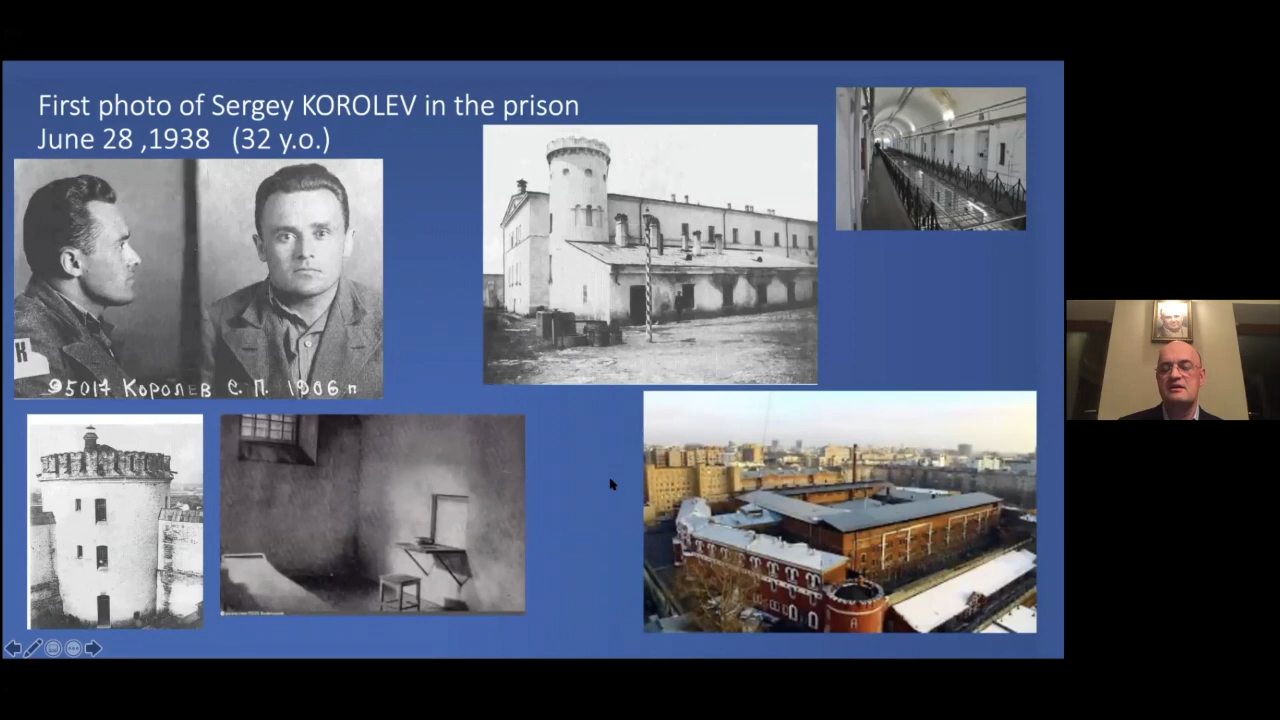 First photo of Sergey KOROLEV in the prison
June 28 ,1938 (32 y.o.)
К
95017 Королев С. П. 1906 г